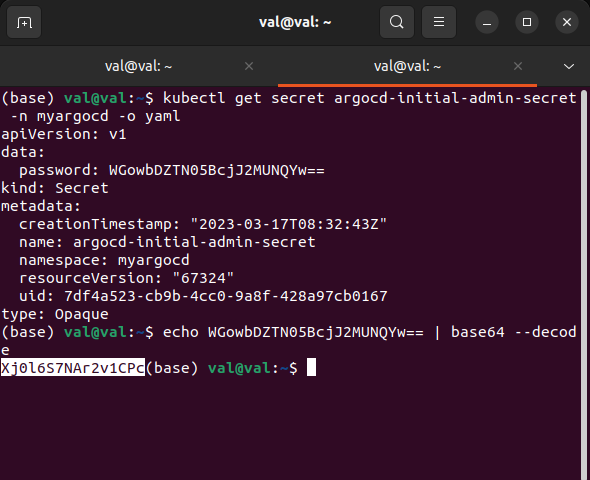 val@val: ~
val@val: ~
val@val: ~
(base) val@val:~$ kubectl get secret argocd-initial-admin-secret
 -n myargocd -o yaml
apiVersion: v1
data:
  password: WGowbDZTN05BcjJ2MUNQYw==
kind: Secret
metadata:
  creationTimestamp: "2023-03-17T08:32:43Z"
  name: argocd-initial-admin-secret
  namespace: myargocd
  resourceVersion: "67324"
  uid: 7df4a523-cb9b-4cc0-9a8f-428a97cb0167
type: Opaque
(base) val@val:~$ echo WGowbDZTN05BcjJ2MUNQYw== | base64 --decod
e
Xj0l6S7NAr2v1CPc(base) val@val:~$